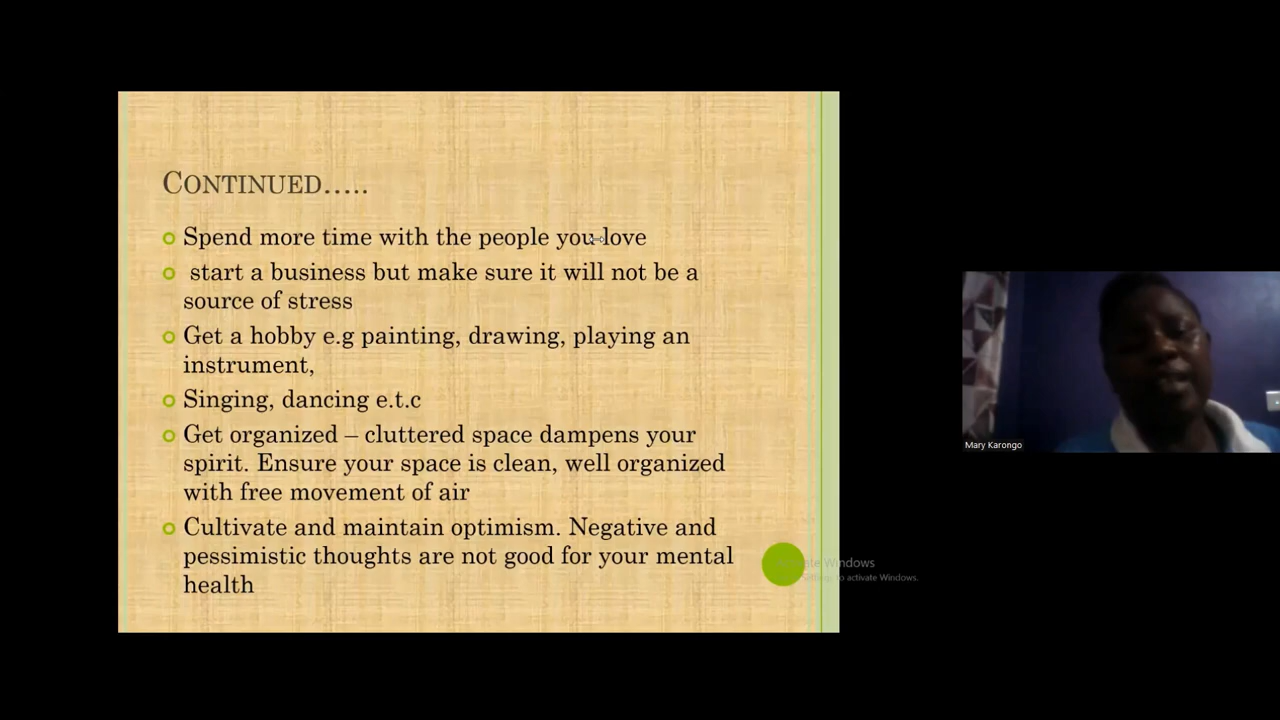 CONTINUED.....
Spend more time with the people you love
start a business but make sure it will not be a
source of stress
Get a hobby e.g painting, drawing, playing an
instrument,
Singing, dancing e.t.c
Get organized – cluttered space dampens your
spirit. Ensure your space is clean, well organized
with free movement of air
Cultivate and maintain optimism. Negative and
pessimistic thoughts are not good for your mental
health
Windows
to activate Windows.
Mary Karongo